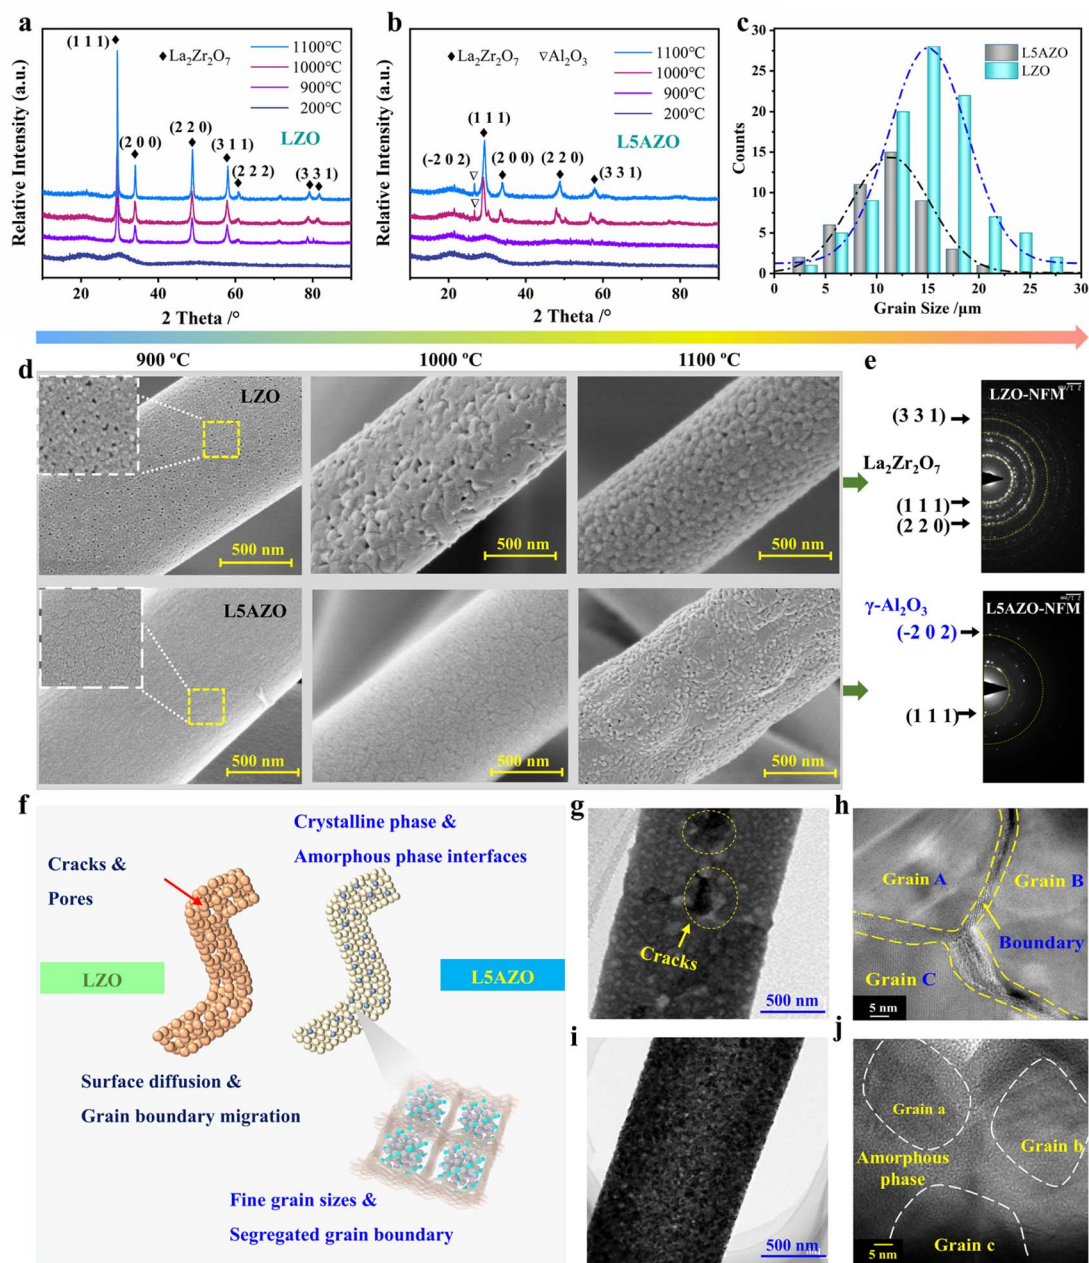 a
(1 1 1)
La₂Zr₂O₇
1100℃
1000℃
900℃
200℃
LZO
(2 0 0)
(2 2 0)
(3 1 1)
(2 2 2)
(3 3 1)
Relative Intensity (a.u.)
20 40 60 80
2 Theta /°
b
La₂Zr₂O₇ Al₂O₃
1100℃
1000℃
900℃
200℃
L5AZO
(1 1 1)
(-2 0 2)
(2 0 0)
(2 2 0)
(3 3 1)
Relative Intensity (a.u.)
20 40 60 80
2 Theta /°
c
L5AZO
LZO
Counts
30
25
20
15
10
5
0
0 5 10 15 20 25 30
Grain Size /μm
900 ºC 1000 ºC 1100 ºC
d
LZO
500 nm
500 nm
500 nm
L5AZO
500 nm
500 nm
500 nm
e
LZO-NFM
(3 3 1)
La₂Zr₂O₇
(1 1 1)
(2 2 0)
γ-Al₂O₃
(-2 0 2)
L5AZO-NFM
(1 1 1)
f
Cracks &
Pores
Crystalline phase &
Amorphous phase interfaces
LZO
L5AZO
Surface diffusion &
Grain boundary migration
Fine grain sizes &
Segregated grain boundary
g
Cracks
500 nm
h
Grain A
Grain B
Boundary
Grain C
5 nm
i
500 nm
j
Grain a
Grain b
Amorphous
phase
Grain c
5 nm